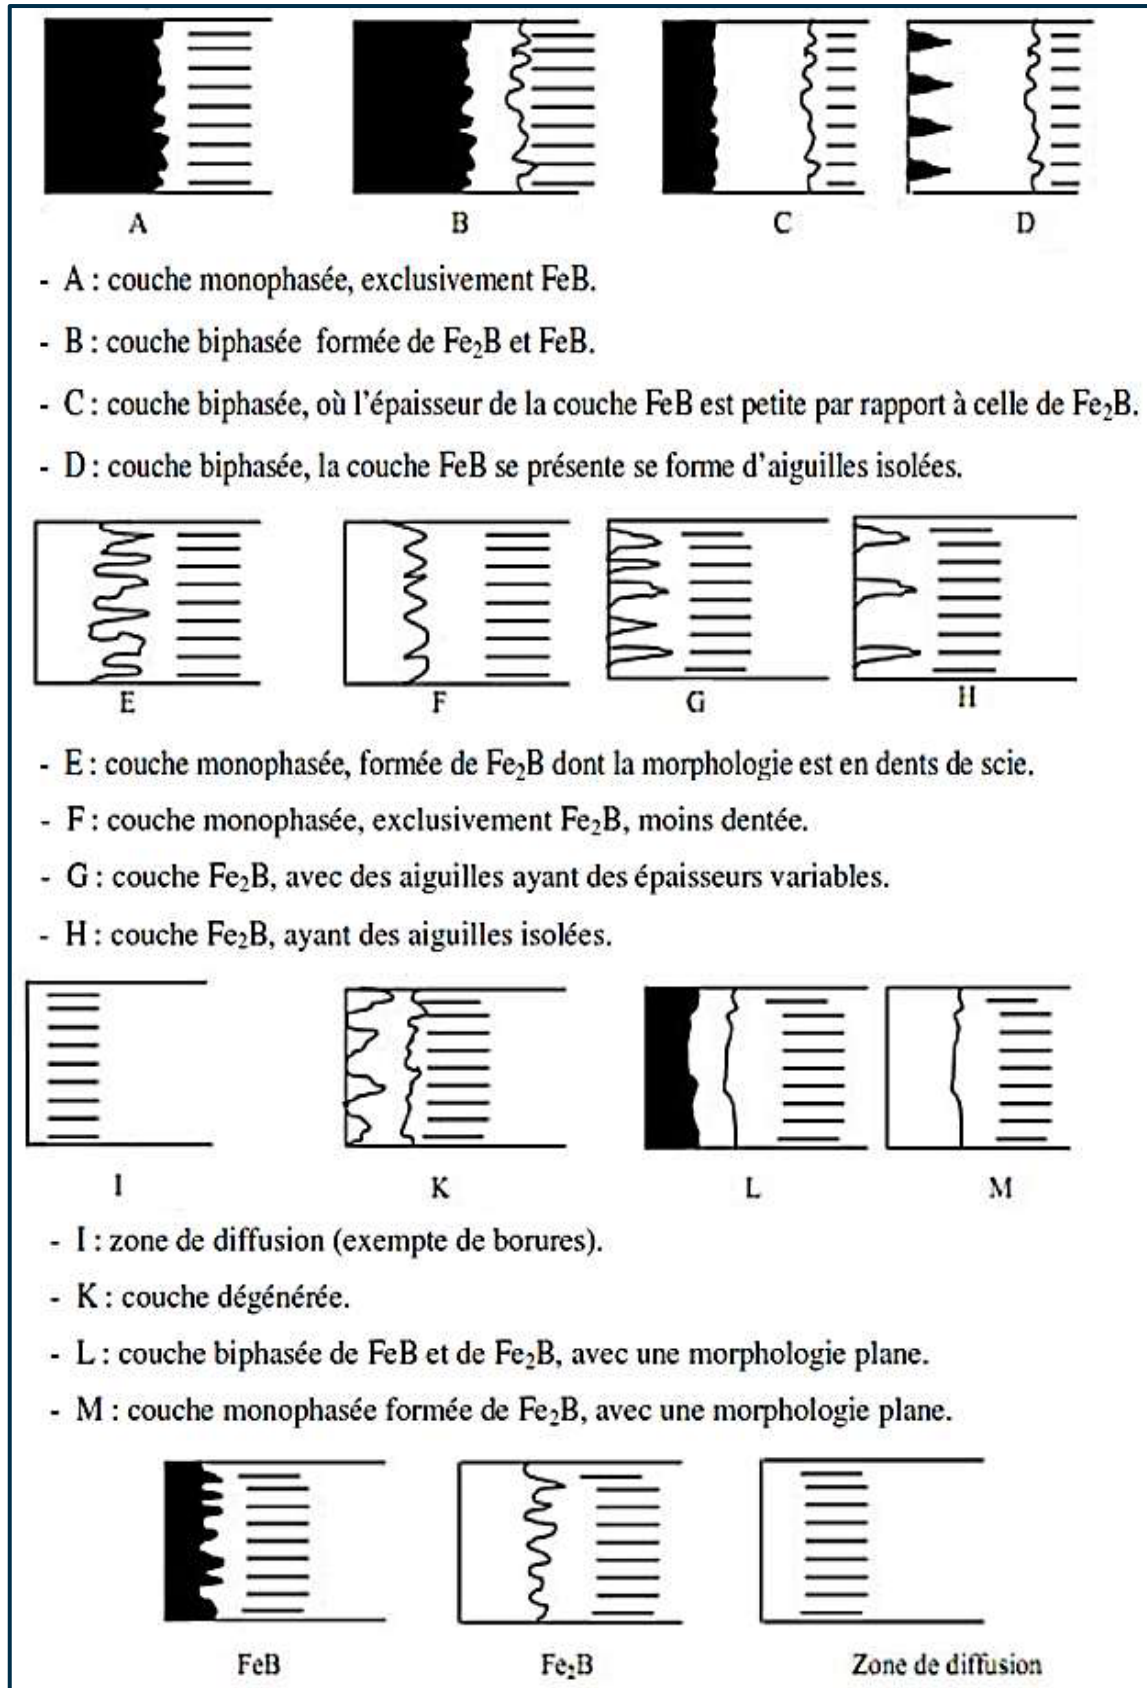 A B C D
- A : couche monophasée, exclusivement FeB.
- B : couche biphasée formée de Fe₂B et FeB.
- C : couche biphasée, où l'épaisseur de la couche FeB est petite par rapport à celle de Fe₂B.
- D : couche biphasée, la couche FeB se présente se forme d'aiguilles isolées.
E F G H
- E : couche monophasée, formée de Fe₂B dont la morphologie est en dents de scie.
- F : couche monophasée, exclusivement Fe₂B, moins dentée.
- G : couche Fe₂B, avec des aiguilles ayant des épaisseurs variables.
- H : couche Fe₂B, ayant des aiguilles isolées.
I K L M
- I : zone de diffusion (exempte de borures).
- K : couche dégénérée.
- L : couche biphasée de FeB et de Fe₂B, avec une morphologie plane.
- M : couche monophasée formée de Fe₂B, avec une morphologie plane.
FeB Fe₂B Zone de diffusion